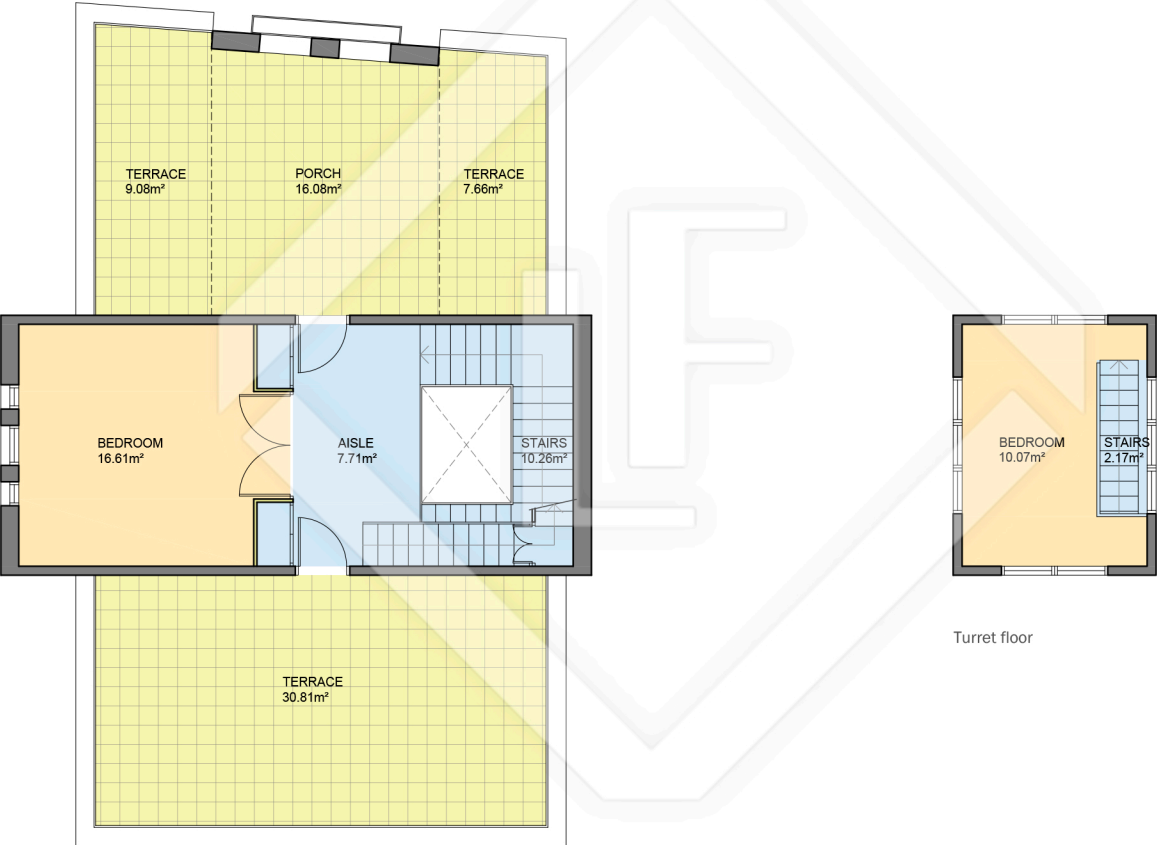 TERRACE
9.08m²
PORCH
16.08m²
TERRACE
7.66m²
BEDROOM
16.61m²
AISLE
7.71m²
STAIRS
10.26m²
BEDROOM
10.07m²
STAIRS
2.17m²
Turret floor
TERRACE
30.81m²
LF